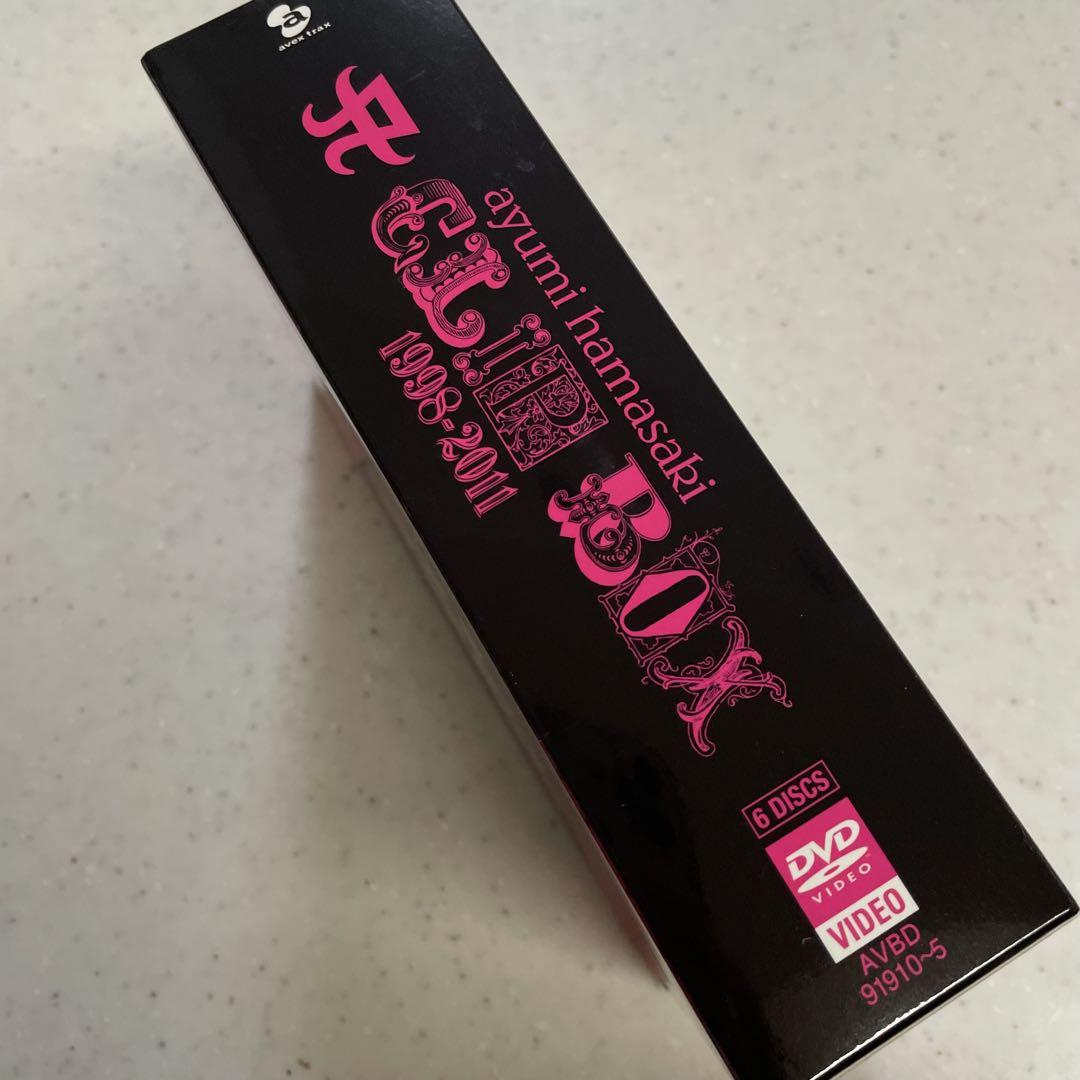 a
avex trax
A
ayumi hamasaki
CLIP BOX
1998-2011
6 DISCS
DVD
VIDEO
VIDEO
AVBD
91910~5